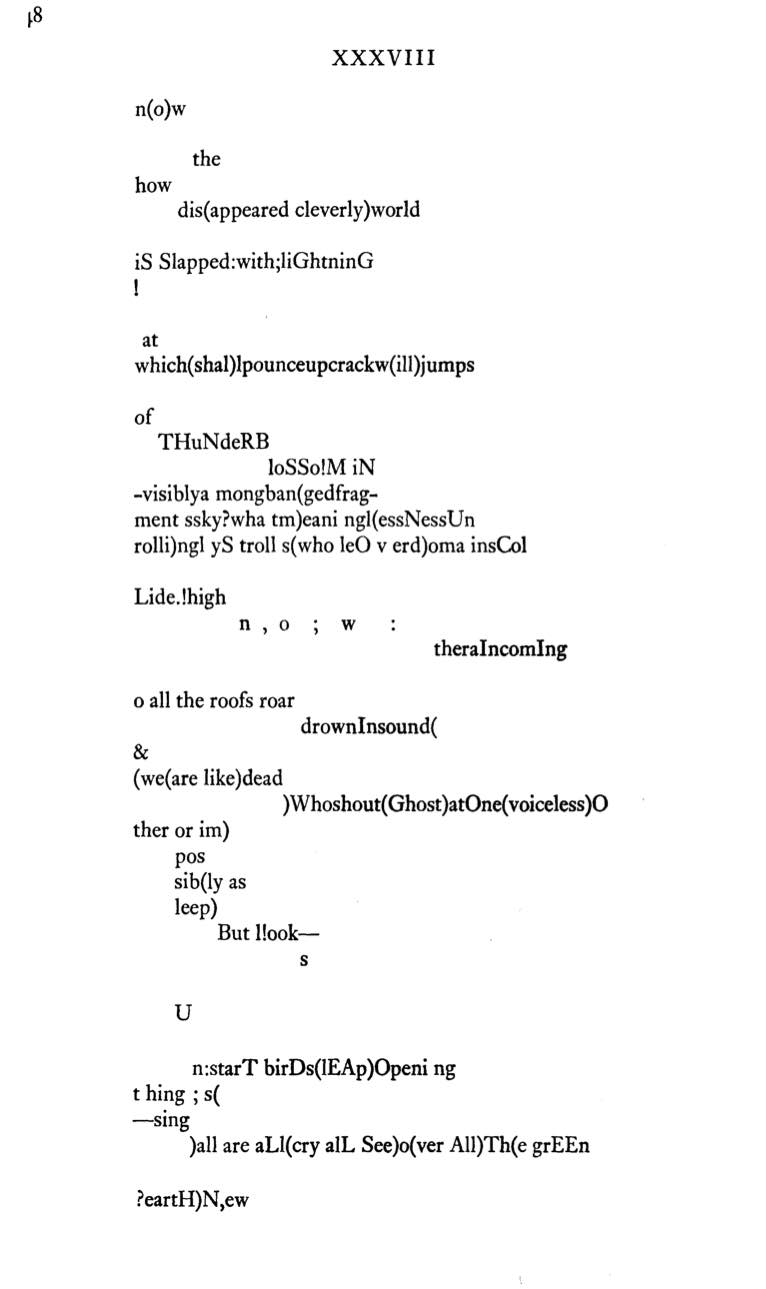 48
XXXVIII
n(o)w
the
how
dis(appeared cleverly)world
iS Slapped:with;liGhtninG
!
at
which(shal)lpounceupcrackw(ill)jumps
of
THuNdeRB
loSSo!M iN
-visiblya mongban(gedfrag-
ment ssky?wha tm)eani ngl(essNessUn
rolli)ngl yS troll s(who leO v erd)oma insCol
Lide.!high
n , o ; w :
theraIncomIng
o all the roofs roar
drownInsound(
&
(we(are like)dead
)Whoshout(Ghost)atOne(voiceless)O
ther or im)
pos
sib(ly as
leep)
But l!ook—
s
U
n:starT birDs(lEAp)Openi ng
t hing ; s(
—sing
)all are aLl(cry alL See)o(ver All)Th(e grEEn
?eartH)N,ew